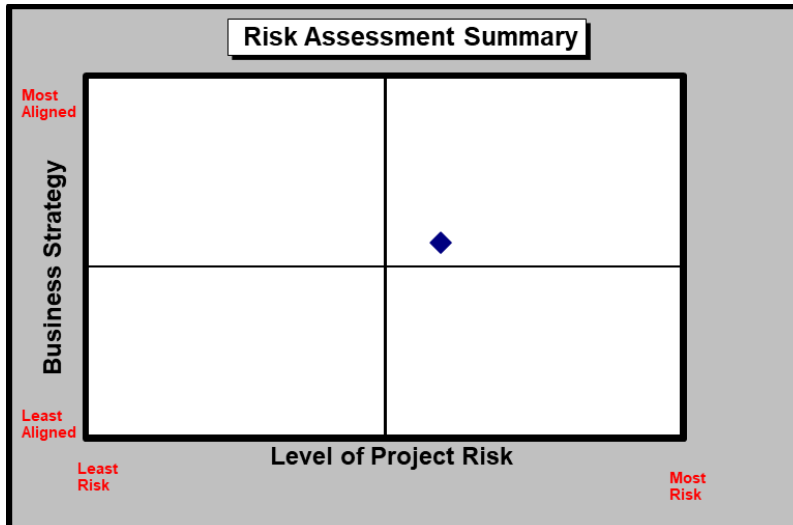 Risk Assessment Summary
Most
Aligned
Business Strategy
Least
Aligned
Level of Project Risk
Least
Risk
Most
Risk